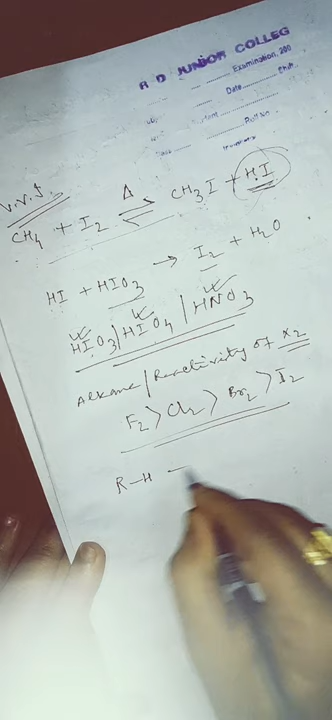 R D JUNIOR COLLEG
Examination, 200
Date
Roll No
V.V.I.
CH4 + I2 ⇌ Δ CH3I + HI
HI + HIO3 → I2 + H2O
HIO3 / HIO4 / HNO3
Alkane / Reactivity of X2
F2 > Cl2 > Br2 > I2
R-H —